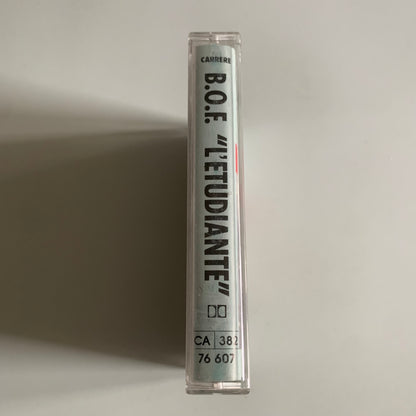 CARRERE
B.O.F. "L'ETUDIANTE"
CA 382
76 607